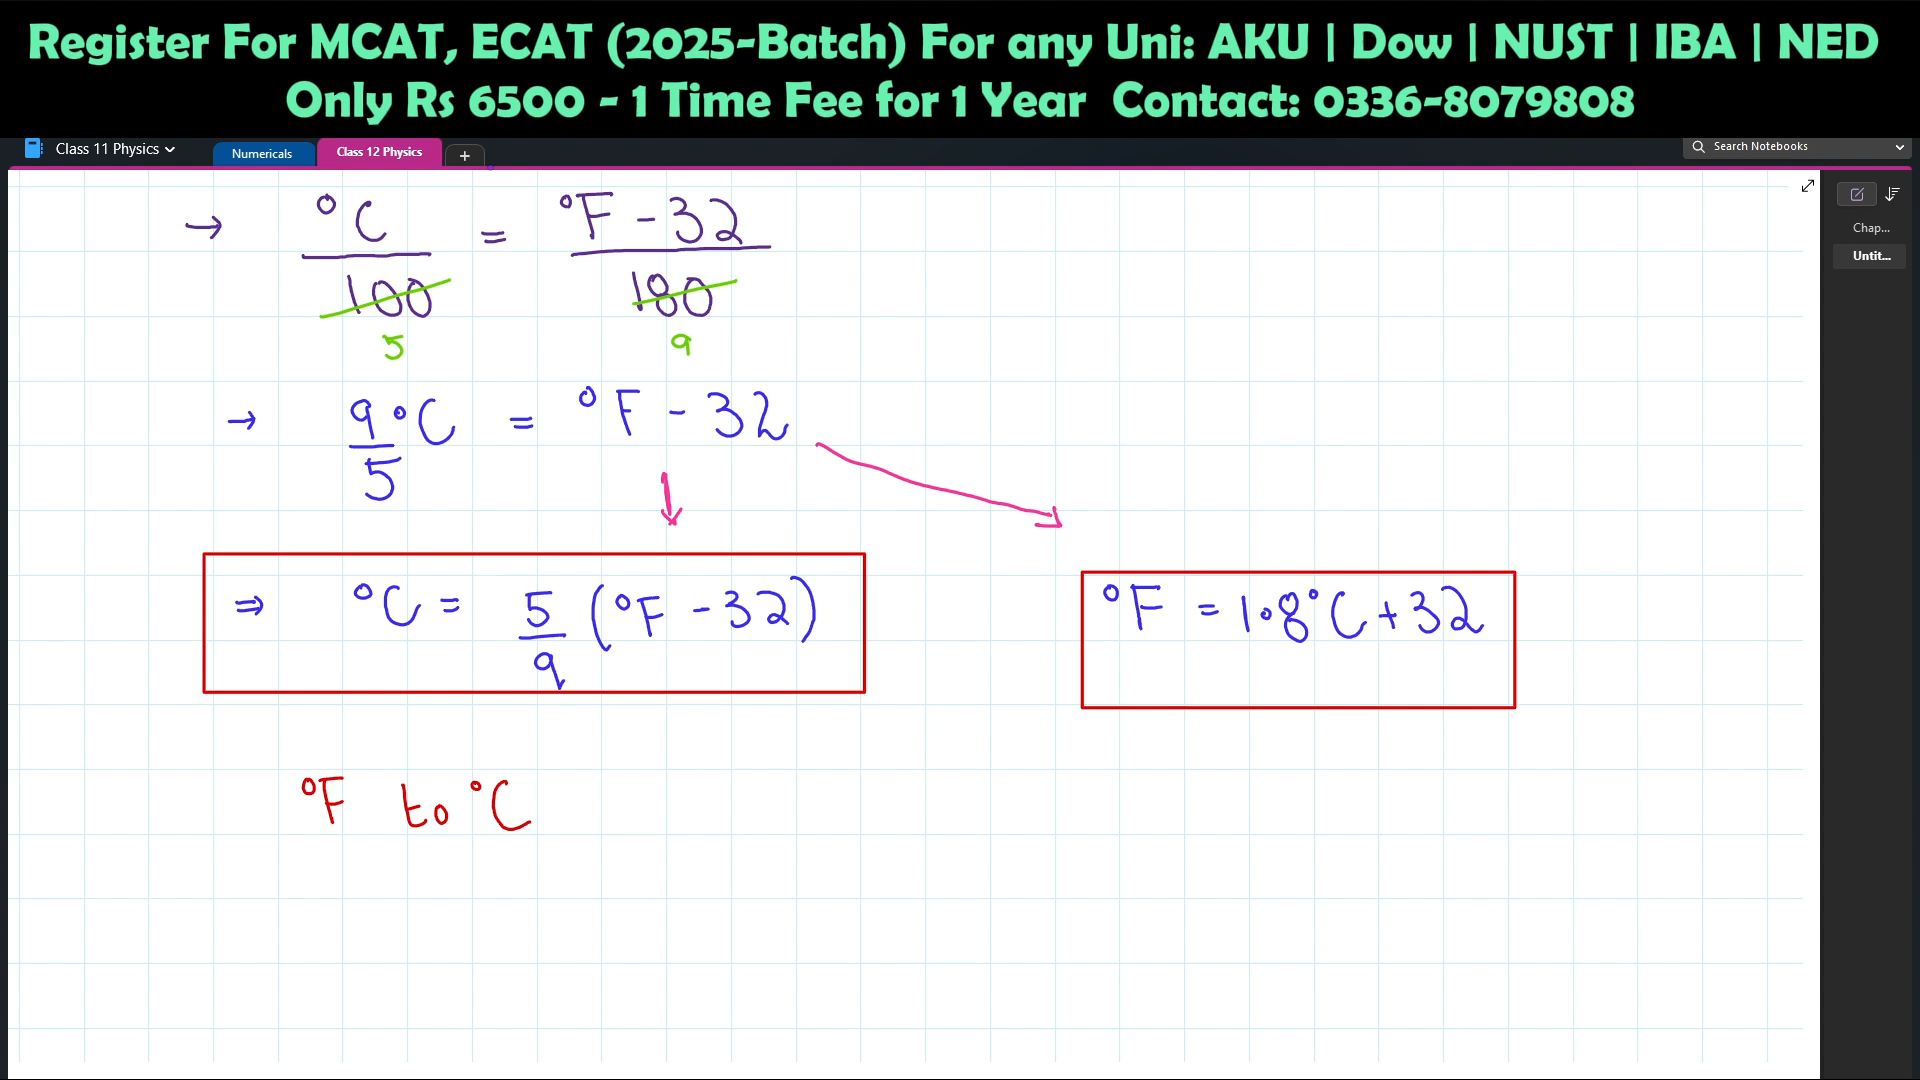 Register For MCAT, ECAT (2025-Batch) For any Uni: AKU | Dow | NUST | IBA | NED
Only Rs 6500 - 1 Time Fee for 1 Year Contact: 0336-8079808
Class 11 Physics
Numericals
Class 12 Physics
+
Search Notebooks
Chap...
Untit...
→ °C = °F - 32
100 180
5 9
→ 9 °C = °F - 32
5
⇒ °C = 5 (°F - 32)
9
°F = 1.8°C + 32
°F to °C